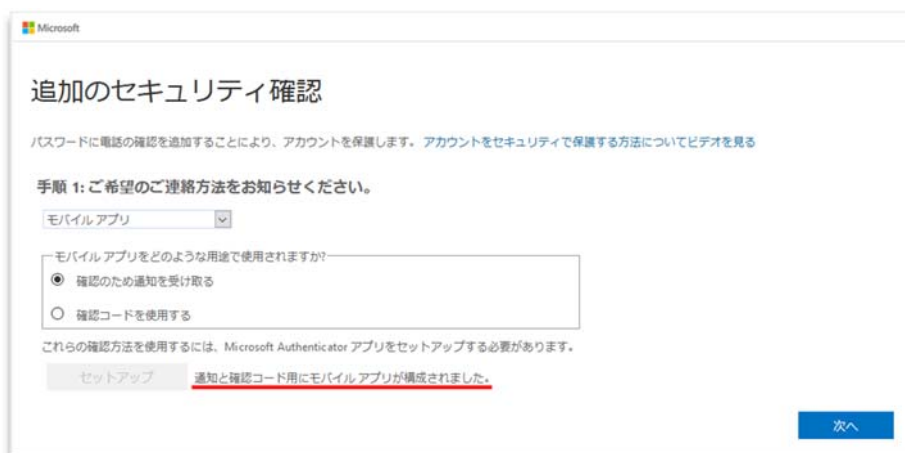 Microsoft
追加のセキュリティ確認
パスワードに電話の確認を追加することにより、アカウントを保護します。 アカウントをセキュリティで保護する方法についてビデオを見る
手順 1: ご希望のご連絡方法をお知らせください。
モバイル アプリ
モバイル アプリをどのような用途で使用されますか?
確認のため通知を受け取る
確認コードを使用する
これらの確認方法を使用するには、Microsoft Authenticator アプリをセットアップする必要があります。
セットアップ 通知と確認コード用にモバイル アプリが構成されました。
次へ